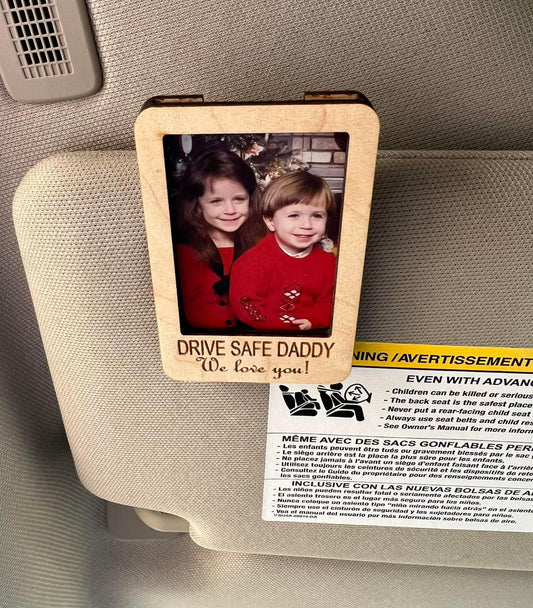 DRIVE SAFE DADDY
We love you!
NING / AVERTISSEMENT
EVEN WITH ADVAN
- Children can be killed or serious
- The back seat is the safest place
- Never put a rear-facing child seat
- Always use seat belts and child res
- See Owner's Manual for more inform
MÊME AVEC DES SACS GONFLABLES PER
- Les enfants peuvent être tués ou gravement blessés par le sac
- Le siège arrière est la place la plus sûre pour les enfants.
- Ne placez jamais à l'avant un siège d'enfant faisant face à l'arriè
- Utilisez toujours les ceintures de sécurité et les dispositifs de rete
- Consultez le Guide du propriétaire pour des renseignements concer
les sacs gonflables.
INCLUSIVE CON LAS NUEVAS BOLSAS DE AI
- Los niños pueden resultar fatal o seriamente afectados por las bolsas
- El asiento trasero es el lugar más seguro para los niños.
- Nunca coloque un asiento tipo "niño mirando hacia atrás" en el asiento
- Siempre use el cinturón de seguridad y los sujetadores para niños.
- Vea el manual del usuario por más información sobre bolsas de aire.